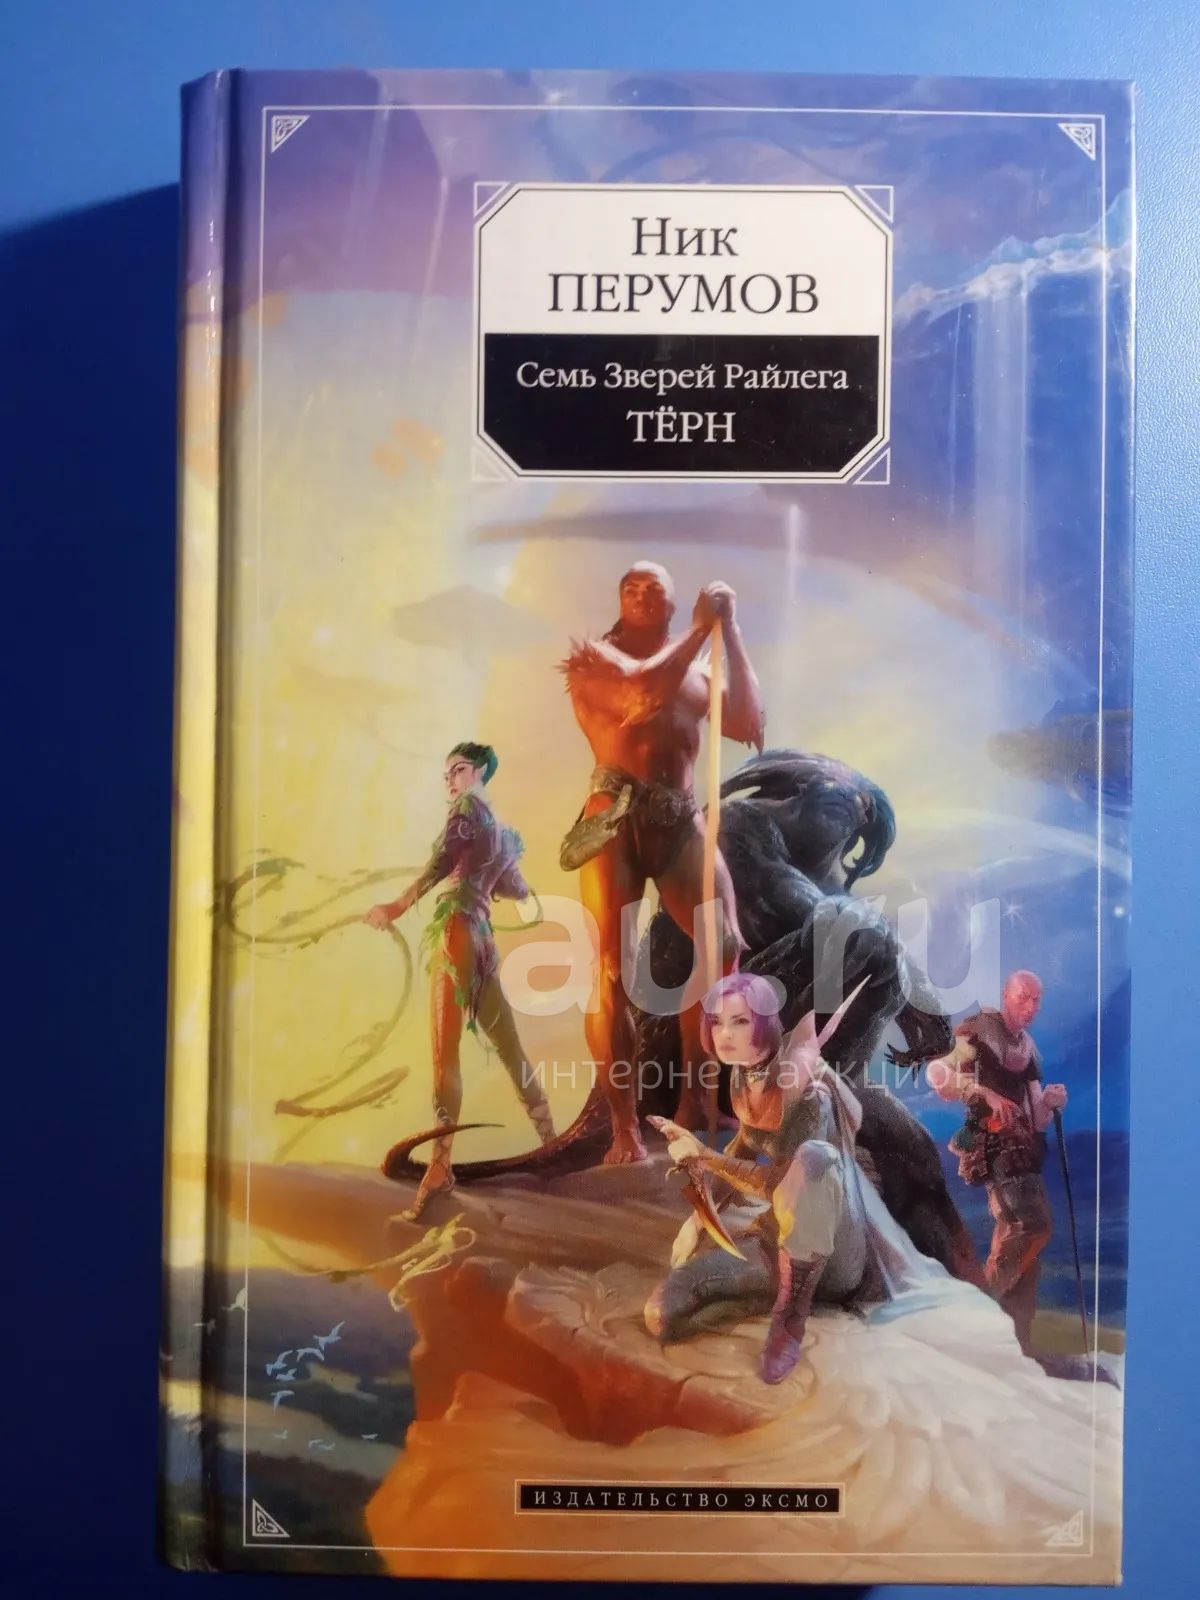 Ник
ПЕРУМОВ
Семь Зверей Райлега
ТЁРН
au.ru
интернет-аукцион
ИЗДАТЕЛЬСТВО ЭКСМО